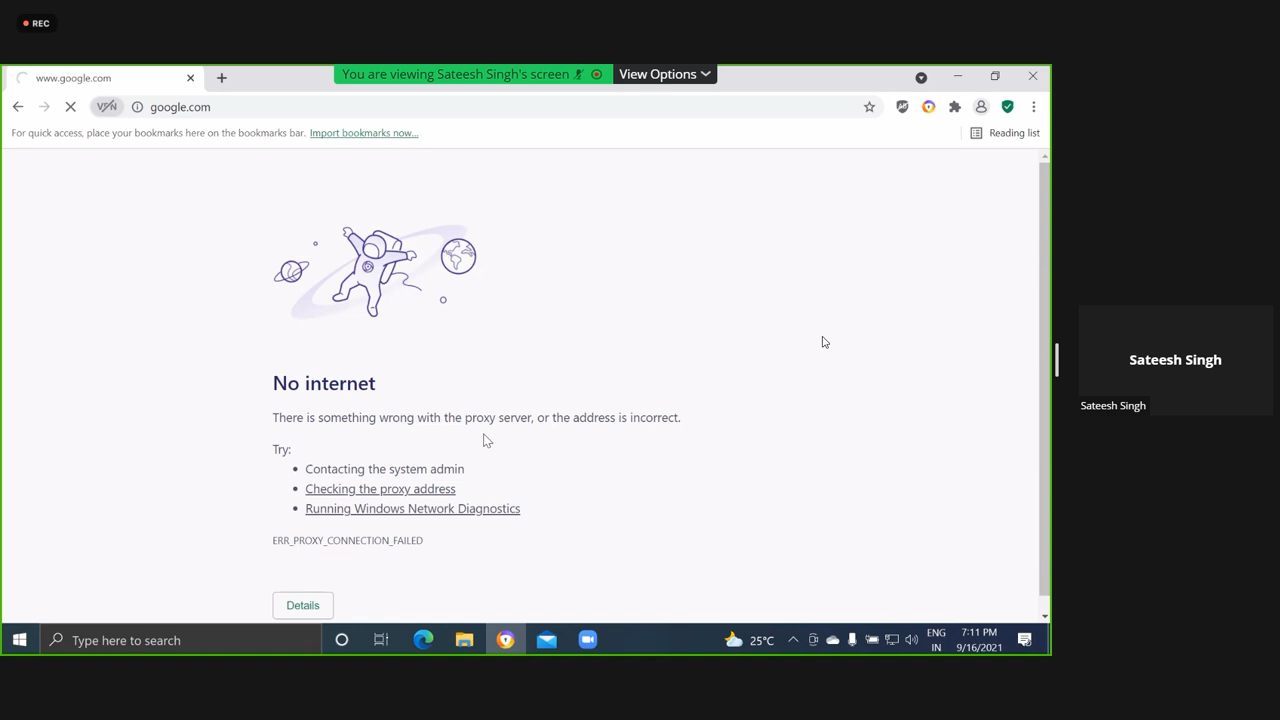 REC
www.google.com
You are viewing Sateesh Singh's screen
View Options
VPN
google.com
For quick access, place your bookmarks here on the bookmarks bar. Import bookmarks now...
Reading list
No internet
There is something wrong with the proxy server, or the address is incorrect.
Try:
• Contacting the system admin
• Checking the proxy address
• Running Windows Network Diagnostics
ERR_PROXY_CONNECTION_FAILED
Details
Sateesh Singh
Sateesh Singh
Type here to search
25°C
ENG
IN
7:11 PM
9/16/2021